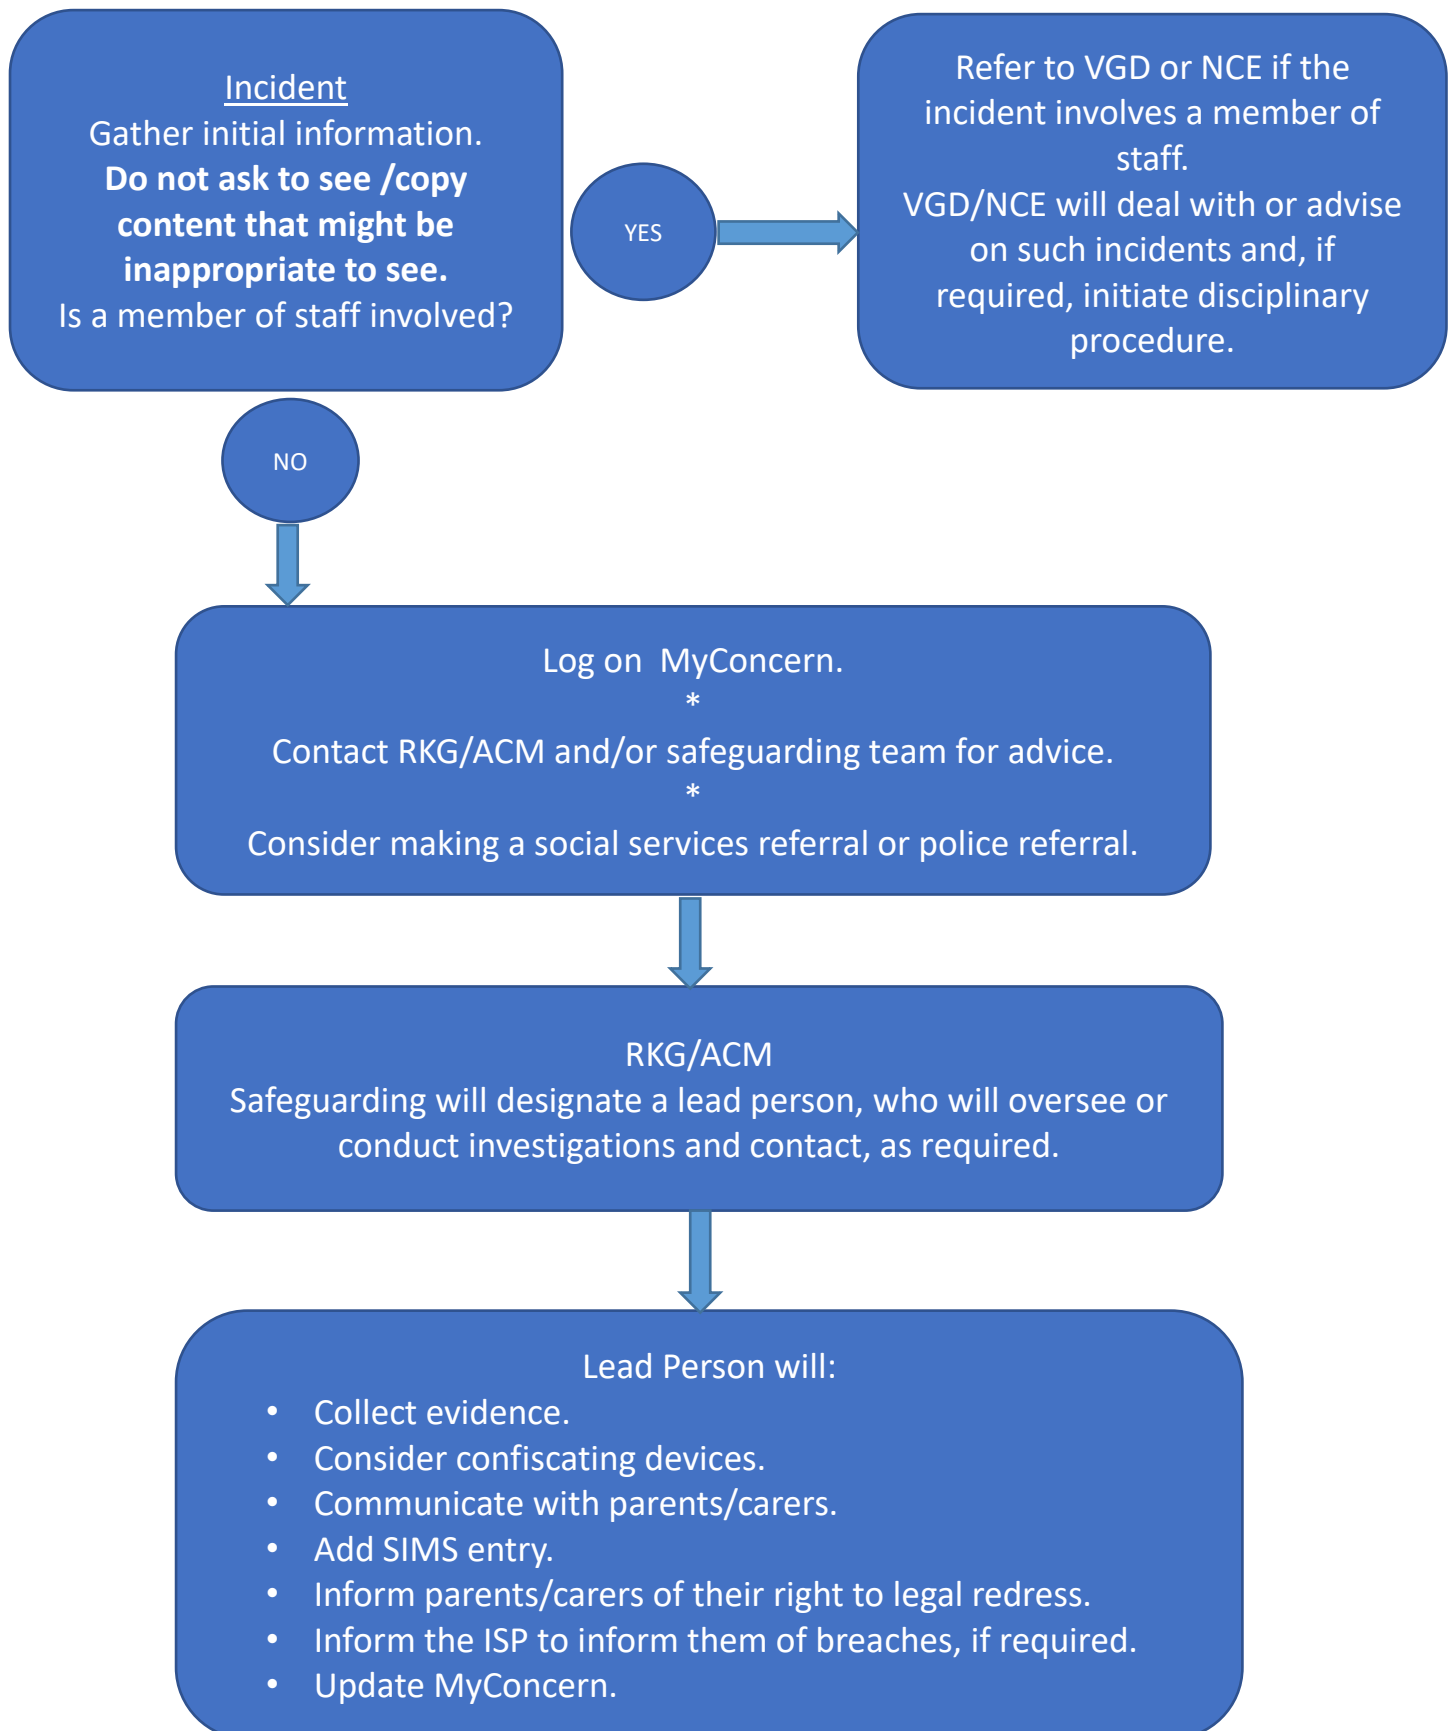 Incident
Gather initial information.
Do not ask to see /copy
content that might be
inappropriate to see.
Is a member of staff involved?
YES
Refer to VGD or NCE if the
incident involves a member of
staff.
VGD/NCE will deal with or advise
on such incidents and, if
required, initiate disciplinary
procedure.
NO
Log on  MyConcern.
*
Contact RKG/ACM and/or safeguarding team for advice.
*
Consider making a social services referral or police referral.
RKG/ACM
Safeguarding will designate a lead person, who will oversee or
conduct investigations and contact, as required.
Lead Person will:
• Collect evidence.
• Consider confiscating devices.
• Communicate with parents/carers.
• Add SIMS entry.
• Inform parents/carers of their right to legal redress.
• Inform the ISP to inform them of breaches, if required.
• Update MyConcern.